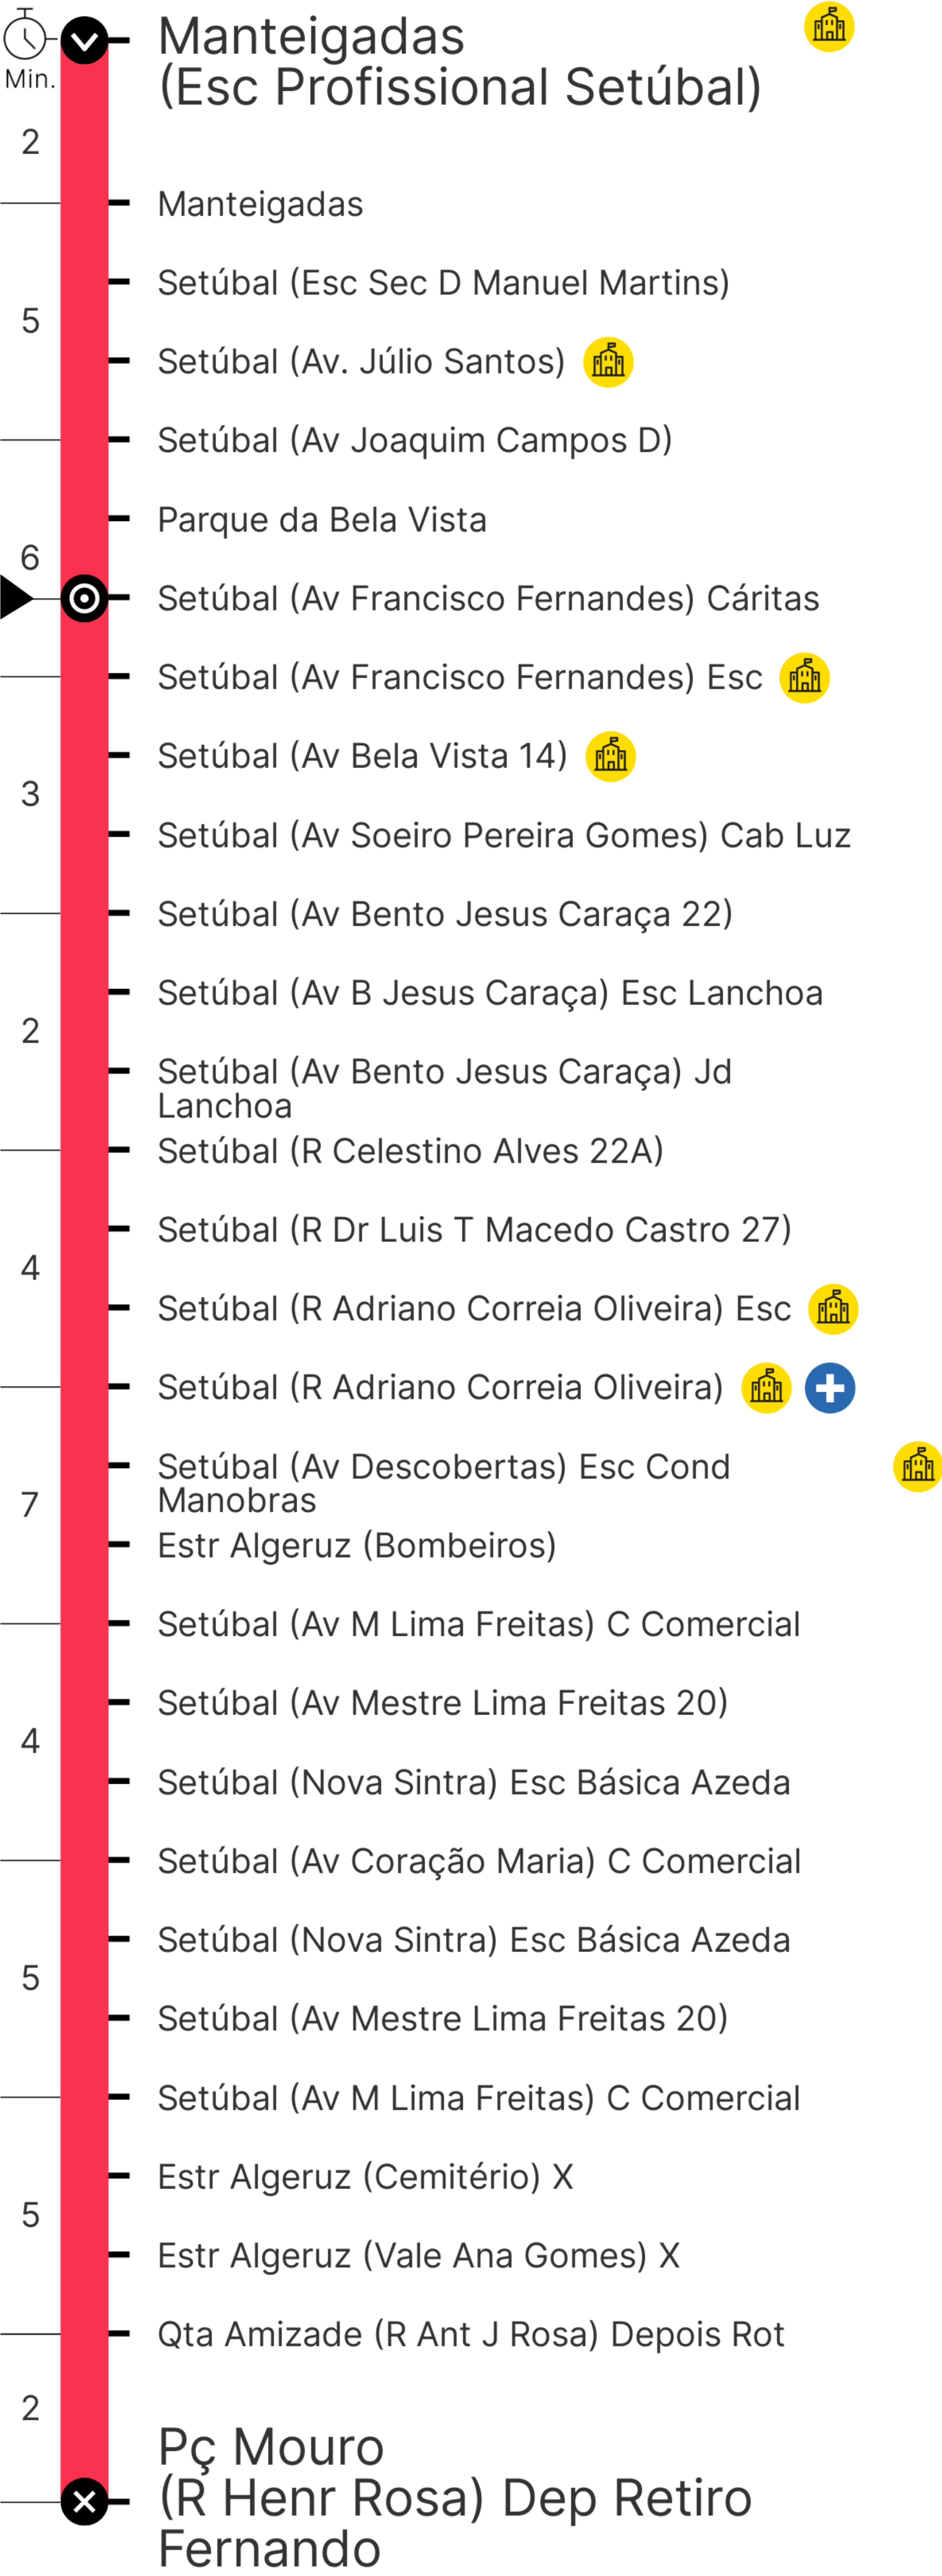 Manteigadas
(Esc Profissional Setúbal)
Min.
2
Manteigadas
Setúbal (Esc Sec D Manuel Martins)
5
Setúbal (Av. Júlio Santos)
Setúbal (Av Joaquim Campos D)
Parque da Bela Vista
6
Setúbal (Av Francisco Fernandes) Cáritas
Setúbal (Av Francisco Fernandes) Esc
Setúbal (Av Bela Vista 14)
3
Setúbal (Av Soeiro Pereira Gomes) Cab Luz
Setúbal (Av Bento Jesus Caraça 22)
Setúbal (Av B Jesus Caraça) Esc Lanchoa
2
Setúbal (Av Bento Jesus Caraça) Jd
Lanchoa
Setúbal (R Celestino Alves 22A)
Setúbal (R Dr Luis T Macedo Castro 27)
4
Setúbal (R Adriano Correia Oliveira) Esc
Setúbal (R Adriano Correia Oliveira)
Setúbal (Av Descobertas) Esc Cond
Manobras
7
Estr Algeruz (Bombeiros)
Setúbal (Av M Lima Freitas) C Comercial
Setúbal (Av Mestre Lima Freitas 20)
4
Setúbal (Nova Sintra) Esc Básica Azeda
Setúbal (Av Coração Maria) C Comercial
Setúbal (Nova Sintra) Esc Básica Azeda
5
Setúbal (Av Mestre Lima Freitas 20)
Setúbal (Av M Lima Freitas) C Comercial
Estr Algeruz (Cemitério) X
5
Estr Algeruz (Vale Ana Gomes) X
Qta Amizade (R Ant J Rosa) Depois Rot
2
Pç Mouro
(R Henr Rosa) Dep Retiro
Fernando